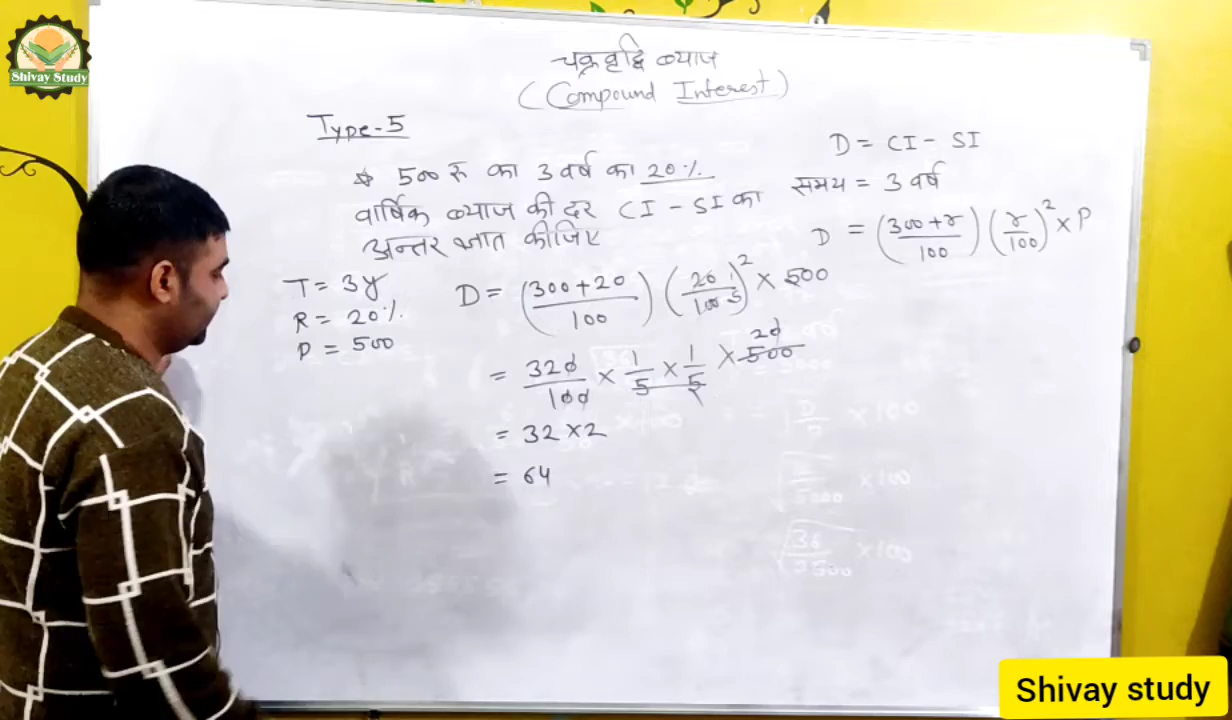 Shivay Study
चक्रवृद्धि ब्याज
(Compound Interest)
Type-5
500 रु का 3 वर्ष का 20%
वार्षिक ब्याज की दर CI - SI का
अन्तर ज्ञात कीजिए
T = 3y
R = 20%
P = 500
D = CI - SI
समय = 3 वर्ष
D = (300+r/100) (r/100)² × P
D = (300+20/100) (20/100)² × 500
= 320/100 × 1/5 × 1/5 × 500
= 32 × 2
= 64
Shivay study